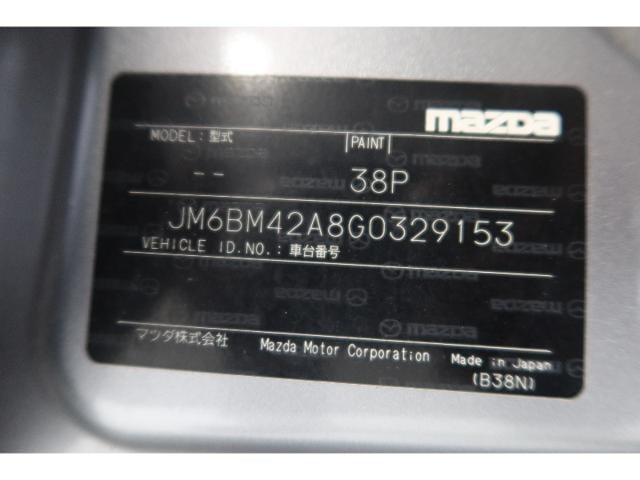 mazda
MODEL: 型式 PAINT
-- 38P
JM6BM42A8G0329153
VEHICLE ID.NO.: 車台番号
マツダ株式会社 Mazda Motor Corporation Made in Japan
(B38N)